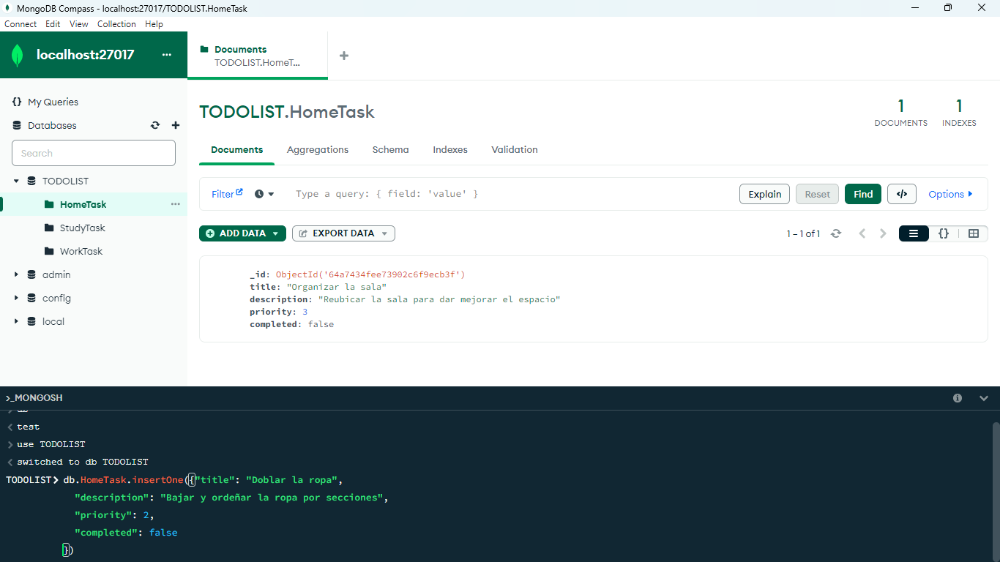 MongoDB Compass - localhost:27017/TODOLIST.HomeTask
Connect Edit View Collection Help
localhost:27017 ...
Documents
TODOLIST.HomeT...
{} My Queries
Databases
Search
TODOLIST
HomeTask
StudyTask
WorkTask
admin
config
local
TODOLIST.HomeTask
1 DOCUMENTS
1 INDEXES
Documents Aggregations Schema Indexes Validation
Filter Type a query: { field: 'value' } Explain Reset Find </> Options
ADD DATA EXPORT DATA 1 – 1 of 1 {}
_id: ObjectId('64a7434fee73902c6f9ecb3f')
title: "Organizar la sala"
description: "Reubicar la sala para dar mejorar el espacio"
priority: 3
completed: false
>_MONGOSH
< test
> use TODOLIST
< switched to db TODOLIST
TODOLIST> db.HomeTask.insertOne({"title": "Doblar la ropa",
"description": "Bajar y ordeñar la ropa por secciones",
"priority": 2,
"completed": false
})